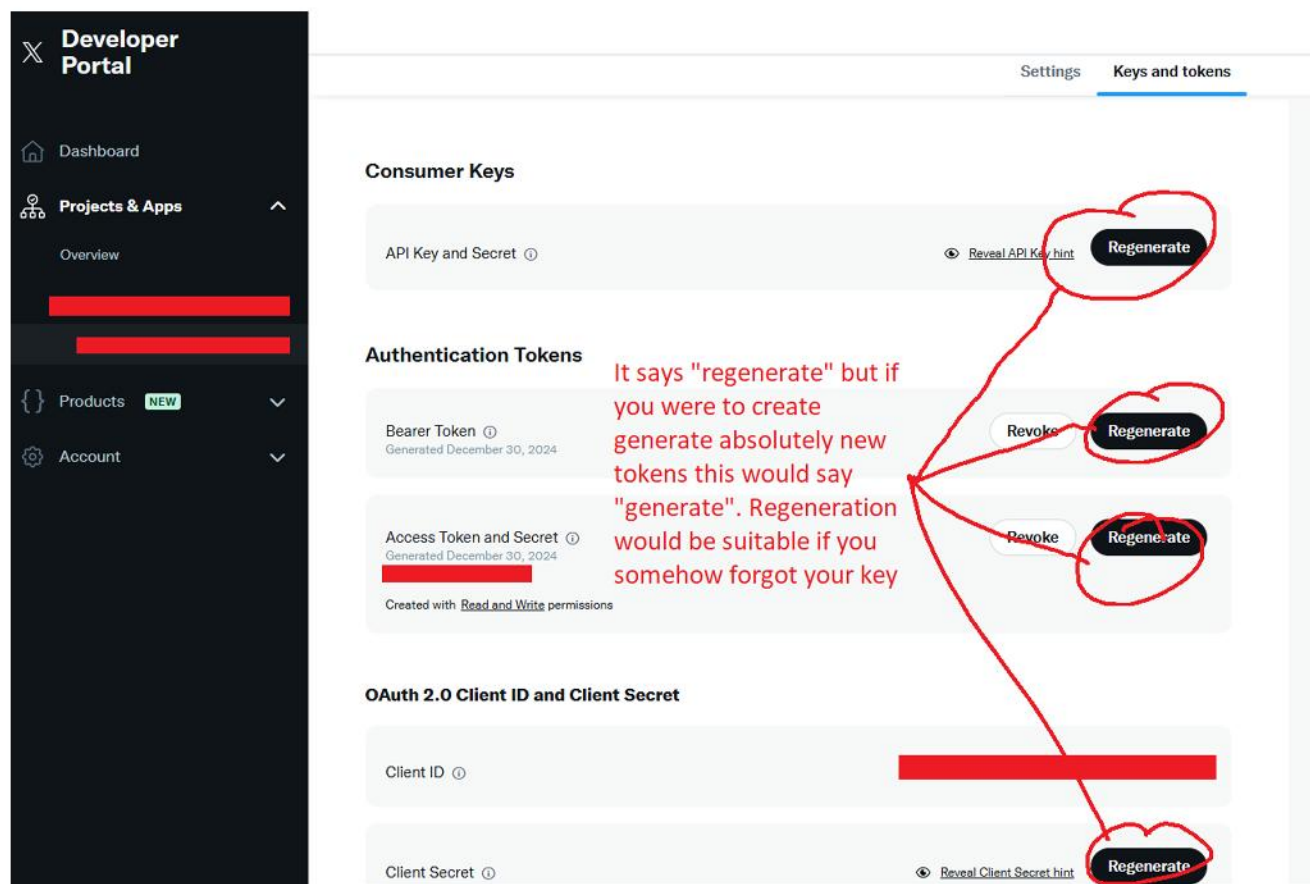 Developer
Portal
Settings
Keys and tokens
Dashboard
Projects & Apps
Overview
Products NEW
Account
Consumer Keys
API Key and Secret
Reveal API Key hint
Regenerate
Authentication Tokens
Bearer Token
Generated December 30, 2024
Revoke
Regenerate
Access Token and Secret
Generated December 30, 2024
Revoke
Regenerate
Created with Read and Write permissions
It says "regenerate" but if
you were to create
generate absolutely new
tokens this would say
"generate". Regeneration
would be suitable if you
somehow forgot your key
OAuth 2.0 Client ID and Client Secret
Client ID
Client Secret
Reveal Client Secret hint
Regenerate